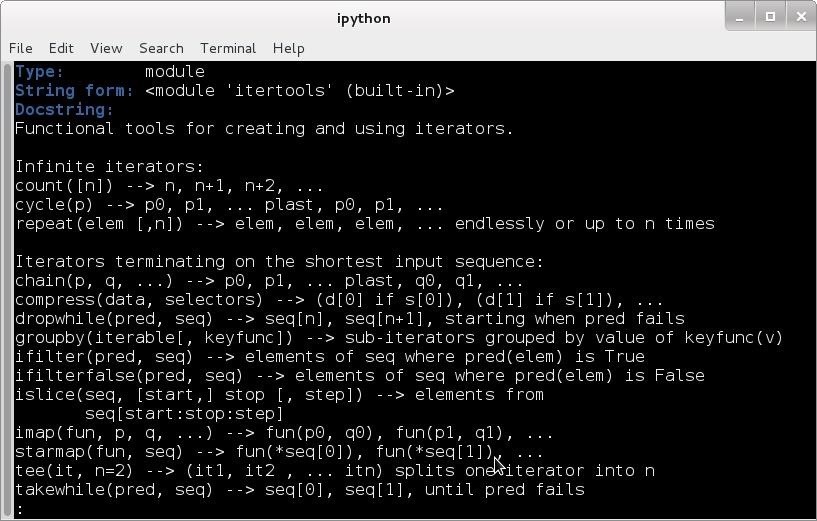 ipython
File Edit View Search Terminal Help
Type: module
String form: <module 'itertools' (built-in)>
Docstring:
Functional tools for creating and using iterators.
Infinite iterators:
count([n]) --> n, n+1, n+2, ...
cycle(p) --> p0, p1, ... plast, p0, p1, ...
repeat(elem [,n]) --> elem, elem, elem, ... endlessly or up to n times
Iterators terminating on the shortest input sequence:
chain(p, q, ...) --> p0, p1, ... plast, q0, q1, ...
compress(data, selectors) --> (d[0] if s[0]), (d[1] if s[1]), ...
dropwhile(pred, seq) --> seq[n], seq[n+1], starting when pred fails
groupby(iterable[, keyfunc]) --> sub-iterators grouped by value of keyfunc(v)
ifilter(pred, seq) --> elements of seq where pred(elem) is True
ifilterfalse(pred, seq) --> elements of seq where pred(elem) is False
islice(seq, [start,] stop [, step]) --> elements from
seq[start:stop:step]
imap(fun, p, q, ...) --> fun(p0, q0), fun(p1, q1), ...
starmap(fun, seq) --> fun(*seq[0]), fun(*seq[1]), ...
tee(it, n=2) --> (it1, it2 , ... itn) splits one iterator into n
takewhile(pred, seq) --> seq[0], seq[1], until pred fails
: